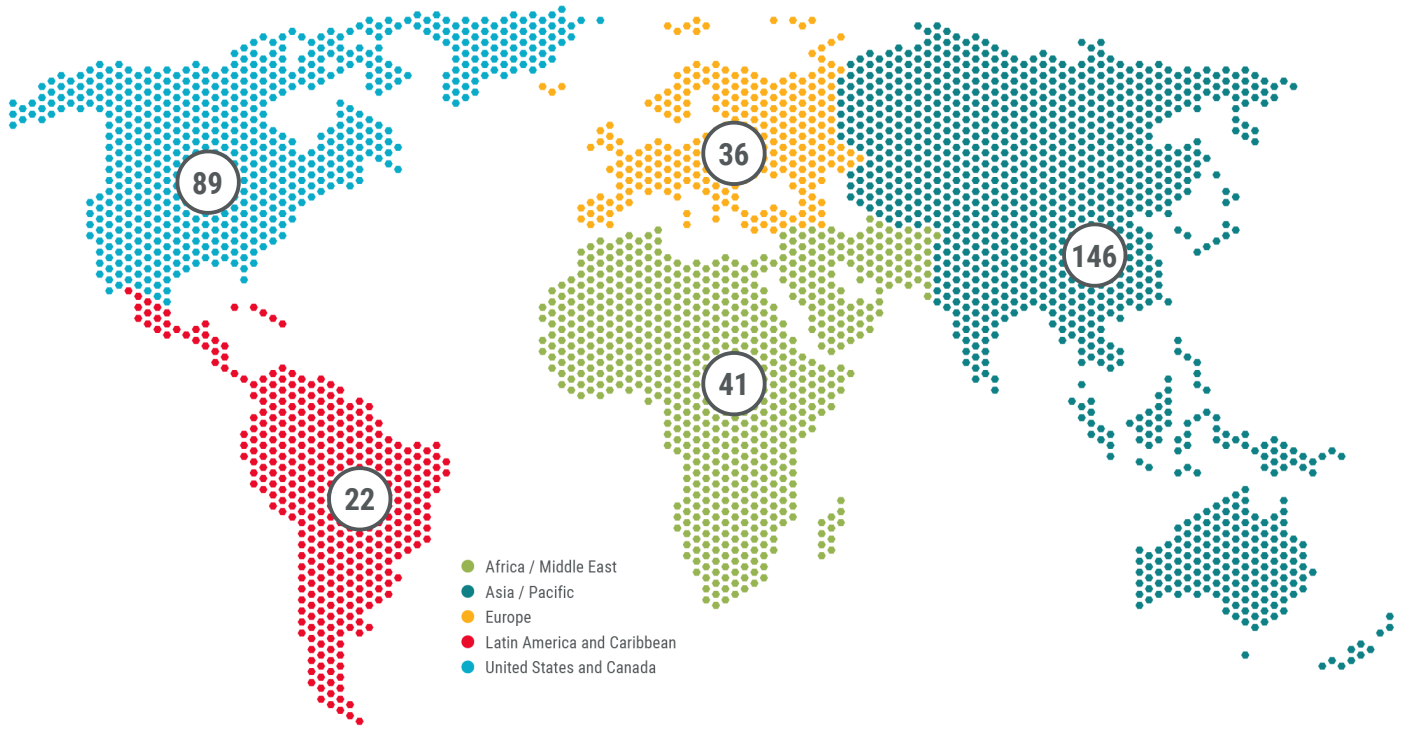 36
89
146
41
22
Africa / Middle East
Asia / Pacific
Europe
Latin America and Caribbean
United States and Canada